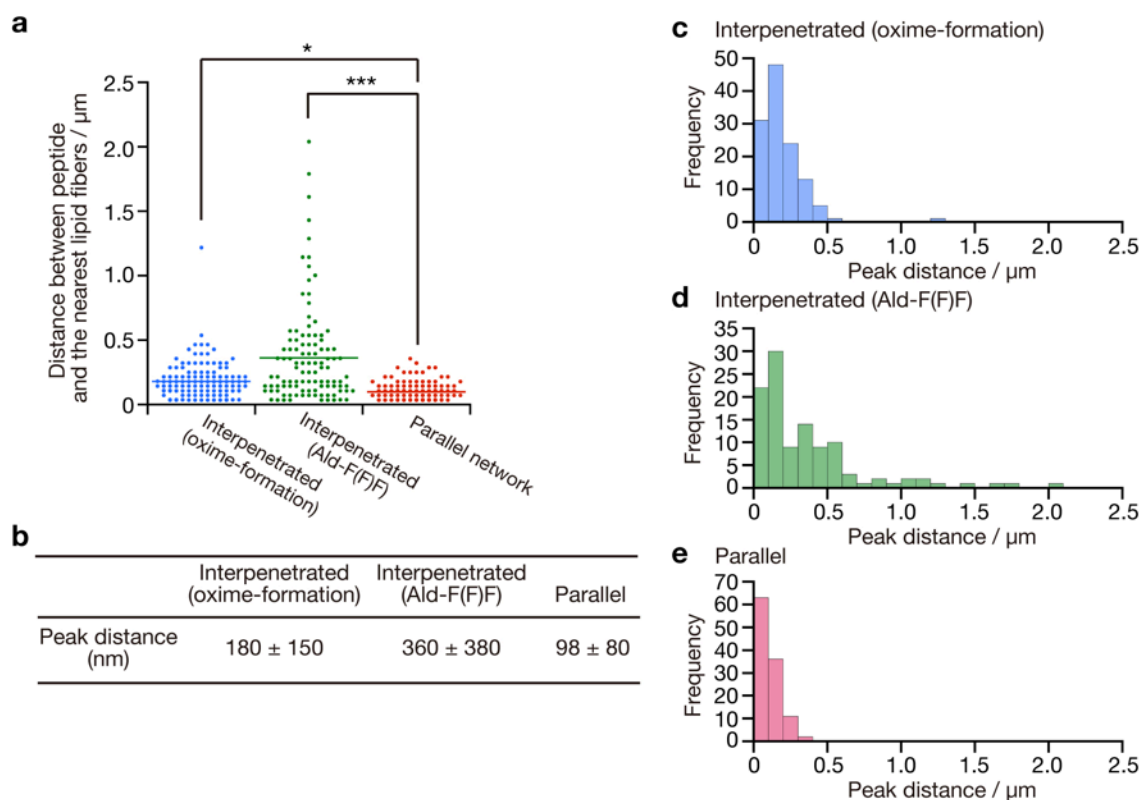 a
*
***
Distance between peptide
and the nearest lipid fibers / μm
2.5
2.0
1.5
1.0
0.5
0
Interpenetrated
(oxime-formation)
Interpenetrated
(Ald-F(F)F)
Parallel network
b
Interpenetrated
(oxime-formation)
Interpenetrated
(Ald-F(F)F)
Parallel
Peak distance
(nm)
180 ± 150
360 ± 380
98 ± 80
c Interpenetrated (oxime-formation)
Frequency
50
40
30
20
10
0
0 0.5 1.0 1.5 2.0 2.5
Peak distance / μm
d Interpenetrated (Ald-F(F)F)
Frequency
35
30
25
20
15
10
5
0
0 0.5 1.0 1.5 2.0 2.5
Peak distance / μm
e Parallel
Frequency
70
60
50
40
30
20
10
0
0 0.5 1.0 1.5 2.0 2.5
Peak distance / μm